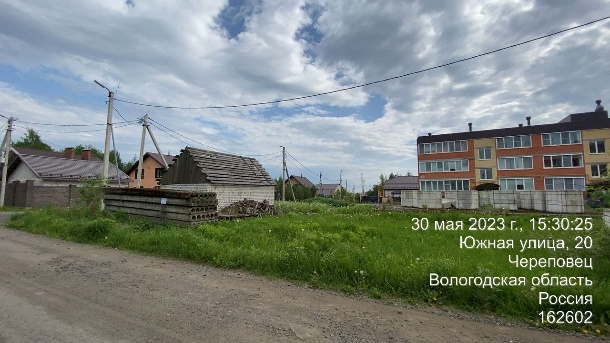 30 мая 2023 г., 15:30:25
Южная улица, 20
Череповец
Вологодская область
Россия
162602